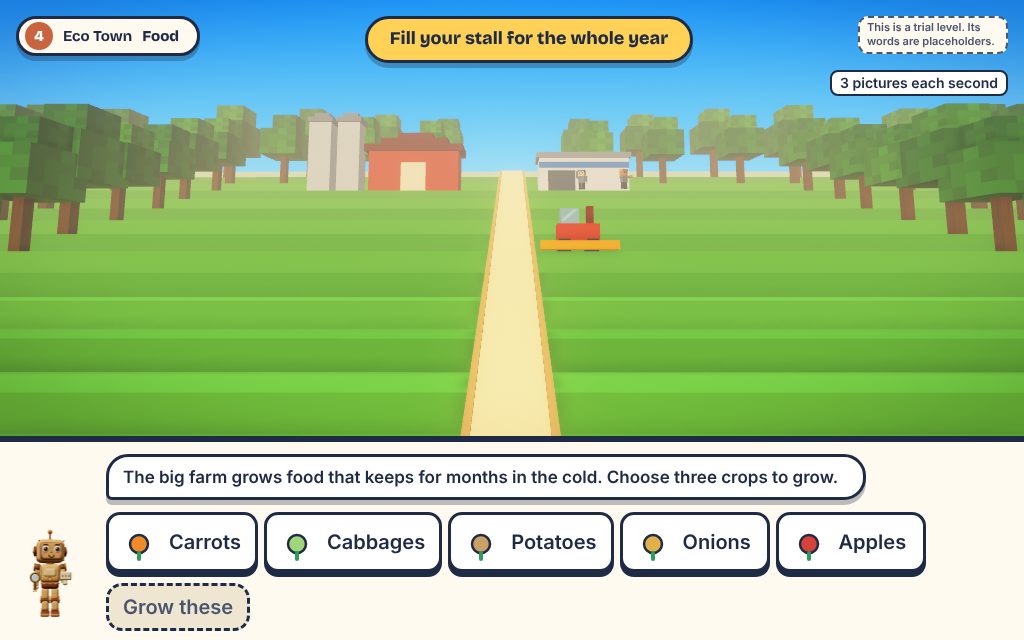 4 Eco Town Food
Fill your stall for the whole year
This is a trial level. Its
words are placeholders.
3 pictures each second
The big farm grows food that keeps for months in the cold. Choose three crops to grow.
Carrots
Cabbages
Potatoes
Onions
Apples
Grow these